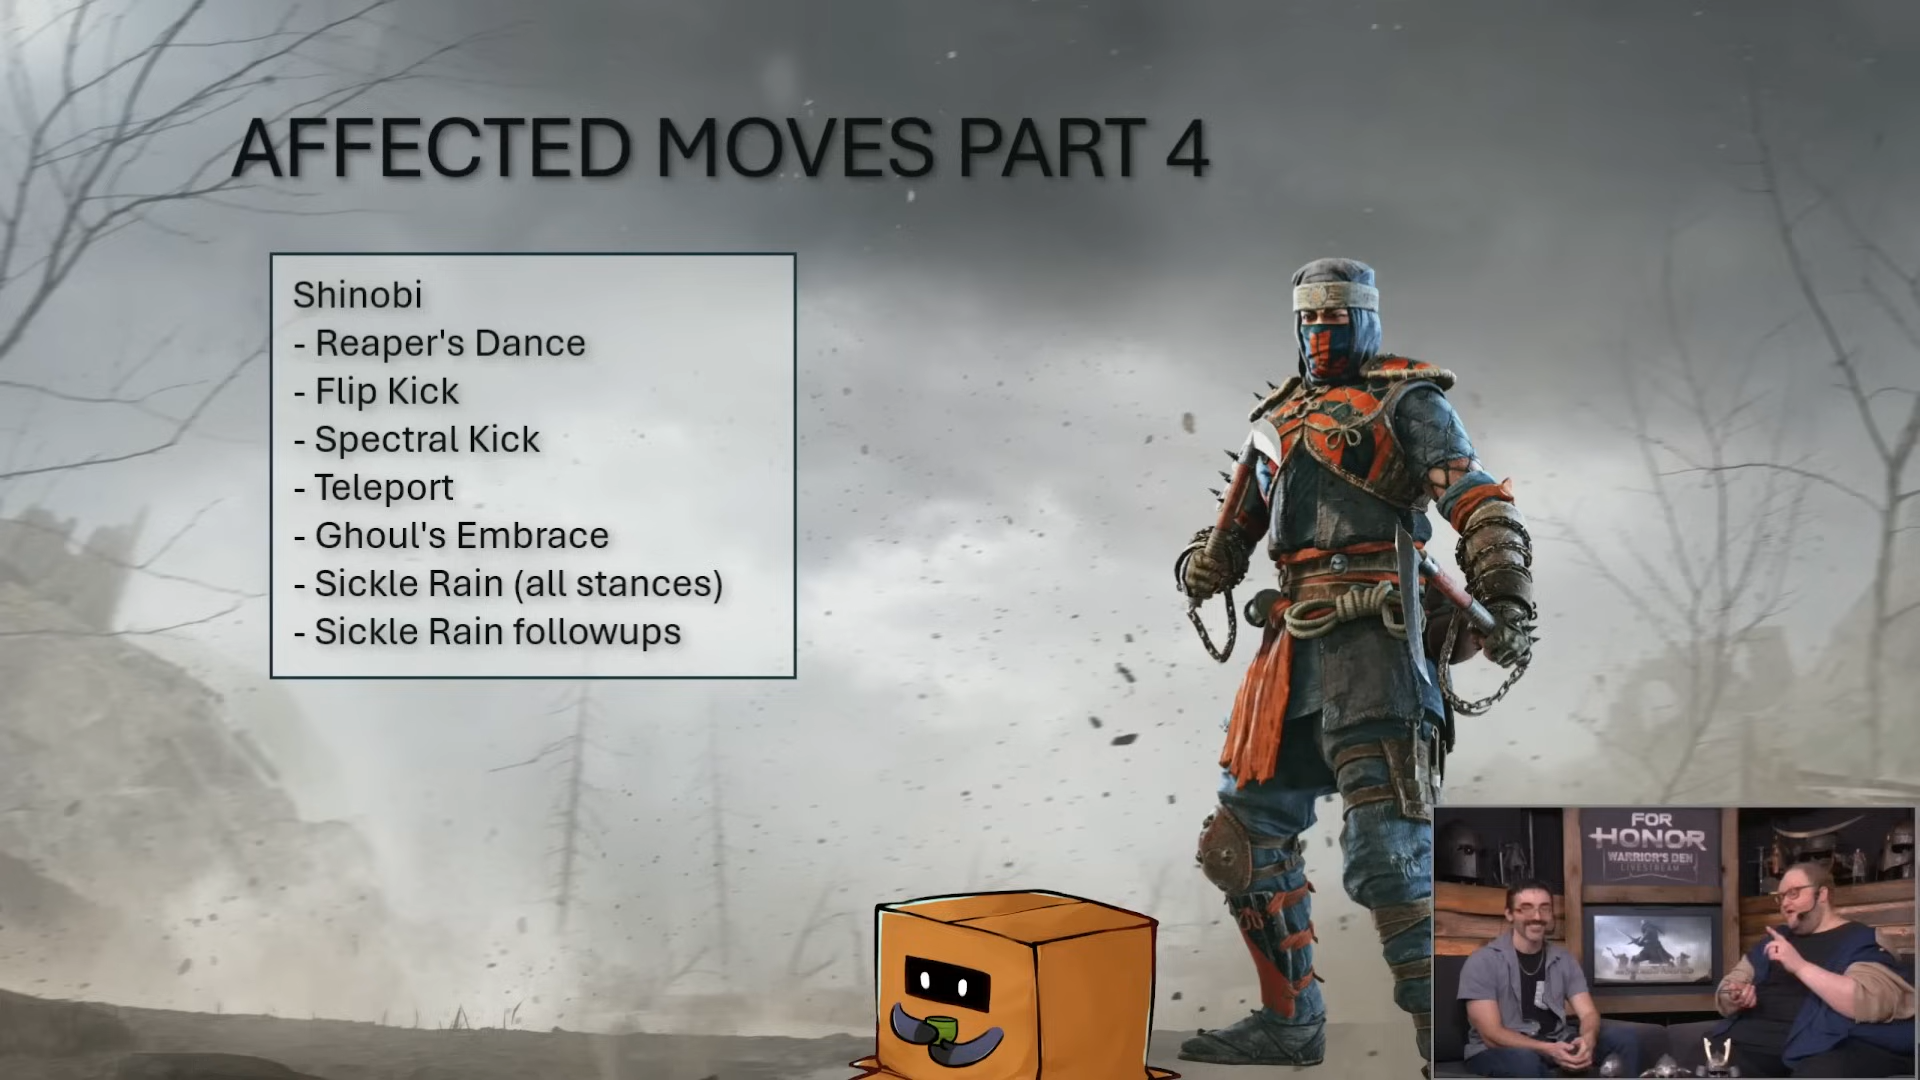 AFFECTED MOVES PART 4
Shinobi
- Reaper's Dance
- Flip Kick
- Spectral Kick
- Teleport
- Ghoul's Embrace
- Sickle Rain (all stances)
- Sickle Rain followups
FOR
HONOR
WARRIOR'S DEN
LIVESTREAM